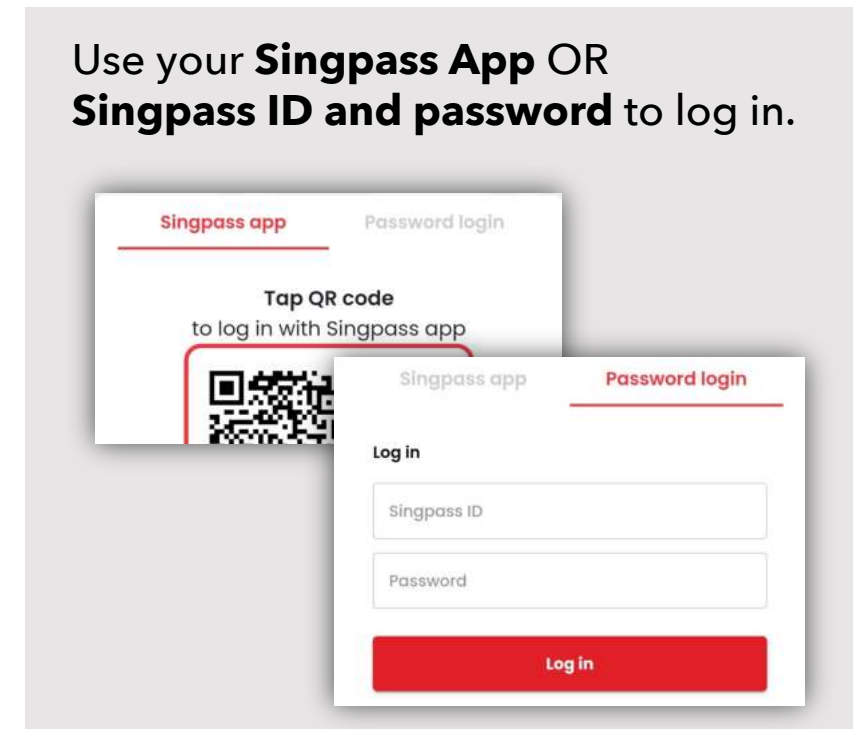 Use your Singpass App OR
Singpass ID and password to log in.
Singpass app
Password login
Tap QR code
to log in with Singpass app
Singpass app
Password login
Log in
Singpass ID
Password
Log in